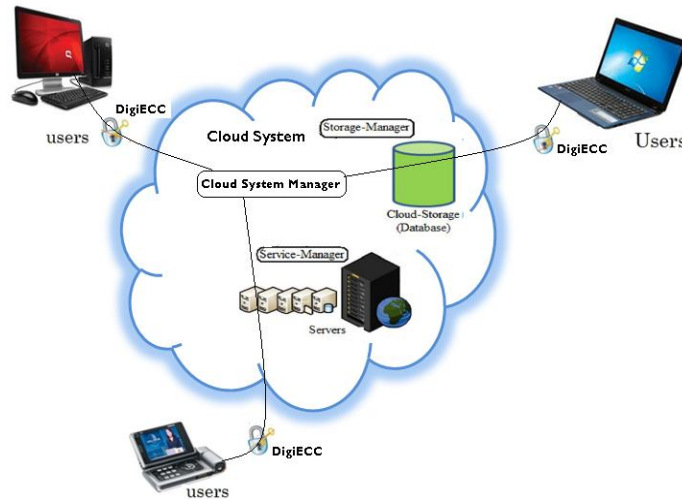 DigiECC
users
Cloud System
Storage-Manager
DigiECC
Users
Cloud System Manager
Cloud-Storage
(Database)
Service-Manager
Servers
DigiECC
users